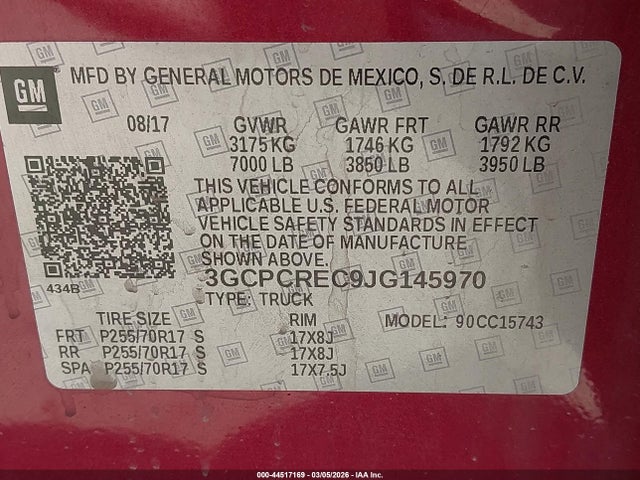 GM
MFD BY GENERAL MOTORS DE MEXICO, S. DE R.L. DE C.V.
08/17 GVWR GAWR FRT GAWR RR
3175 KG 1746 KG 1792 KG
7000 LB 3850 LB 3950 LB
THIS VEHICLE CONFORMS TO ALL
APPLICABLE U.S. FEDERAL MOTOR
VEHICLE SAFETY STANDARDS IN EFFECT
ON THE DATE OF MANUFACTURE
SHOWN ABOVE.
434B 3GCPCREC9JG145970
TYPE: TRUCK
TIRE SIZE RIM MODEL: 90CC15743
FRT P255/70R17 S 17X8J
RR P255/70R17 S 17X8J
SPA P255/70R17 S 17X7.5J
000-44517169 - 03/05/2026 - IAA Inc.